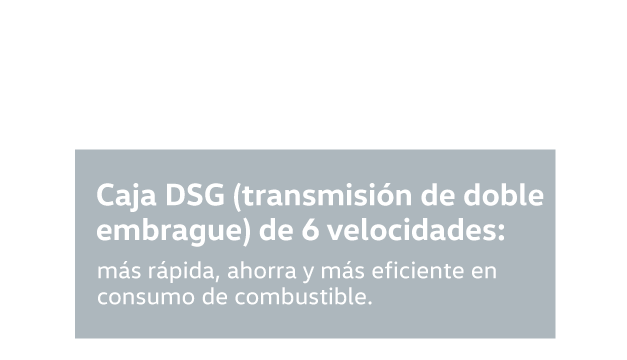 Caja DSG (transmisión de doble
embrague) de 6 velocidades:
más rápida, ahorra y más eficiente en
consumo de combustible.